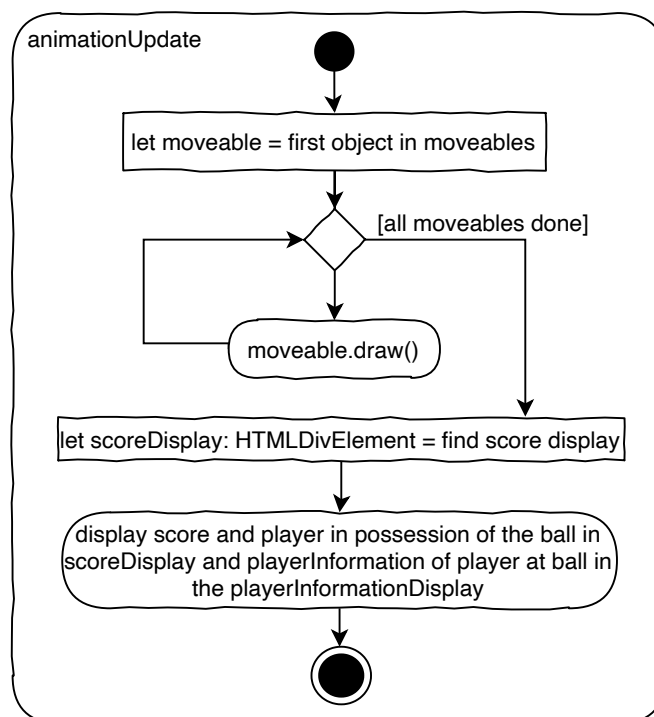 animationUpdate
let moveable = first object in moveables
[all moveables done]
moveable.draw()
let scoreDisplay: HTMLDivElement = find score display
display score and player in possession of the ball in
scoreDisplay and playerInformation of player at ball in
the playerInformationDisplay